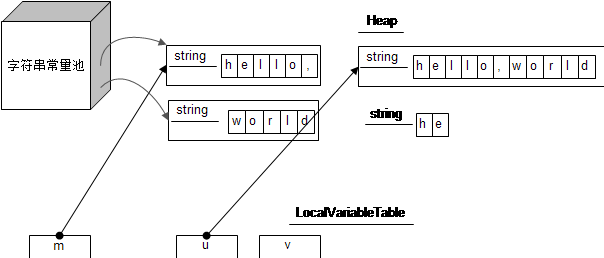 字符串常量池
string
h e l l o ,
string
w o r l d
Heap
string
h e l l o , w o r l d
string
h e
LocalVariableTable
m
u
v